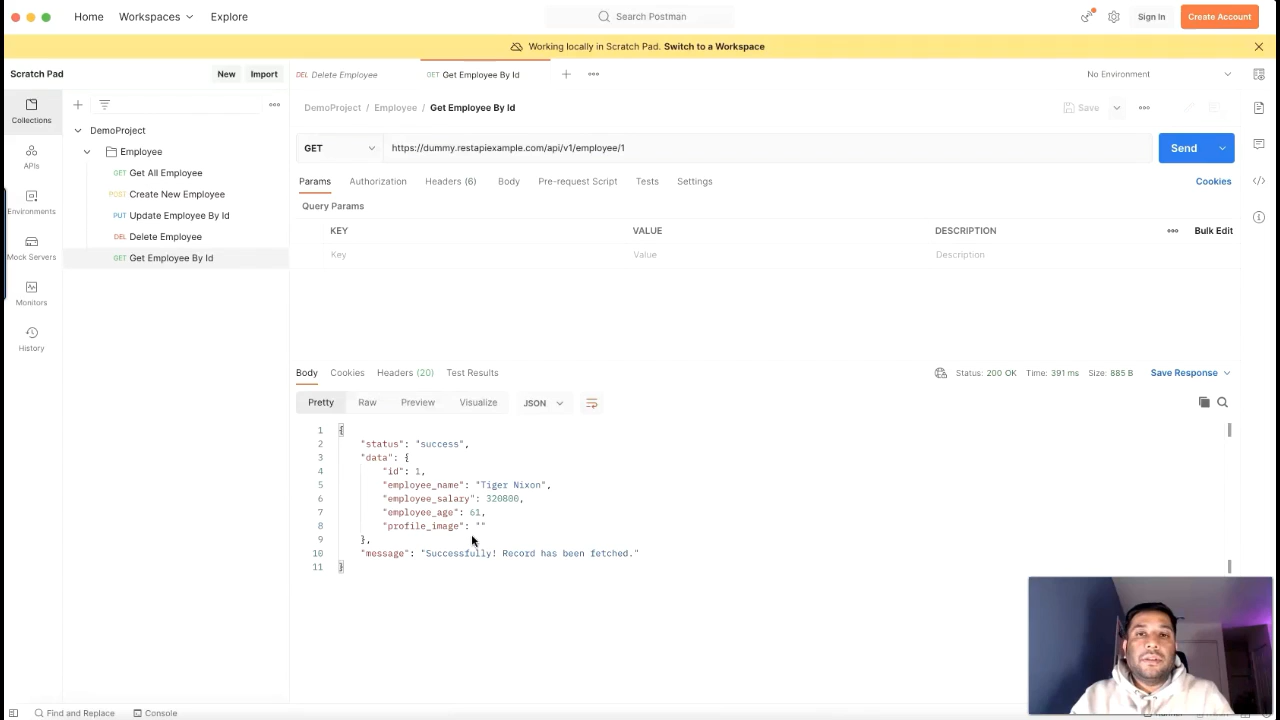 Home Workspaces Explore Search Postman Sign In Create Account
Working locally in Scratch Pad. Switch to a Workspace
Scratch Pad New Import DEL Delete Employee GET Get Employee By Id No Environment
Collections
APIs
Environments
Mock Servers
Monitors
History
DemoProject
Employee
GET Get All Employee
POST Create New Employee
PUT Update Employee By Id
DEL Delete Employee
GET Get Employee By Id
DemoProject / Employee / Get Employee By Id Save
GET https://dummy.restapiexample.com/api/v1/employee/1 Send
Params Authorization Headers (6) Body Pre-request Script Tests Settings Cookies
Query Params
KEY VALUE DESCRIPTION Bulk Edit
Key Value Description
Body Cookies Headers (20) Test Results Status: 200 OK Time: 391 ms Size: 885 B Save Response
Pretty Raw Preview Visualize JSON
1 {
2 "status": "success",
3 "data": {
4 "id": 1,
5 "employee_name": "Tiger Nixon",
6 "employee_salary": 320800,
7 "employee_age": 61,
8 "profile_image": ""
9 },
10 "message": "Successfully! Record has been fetched."
11 }
Find and Replace Console